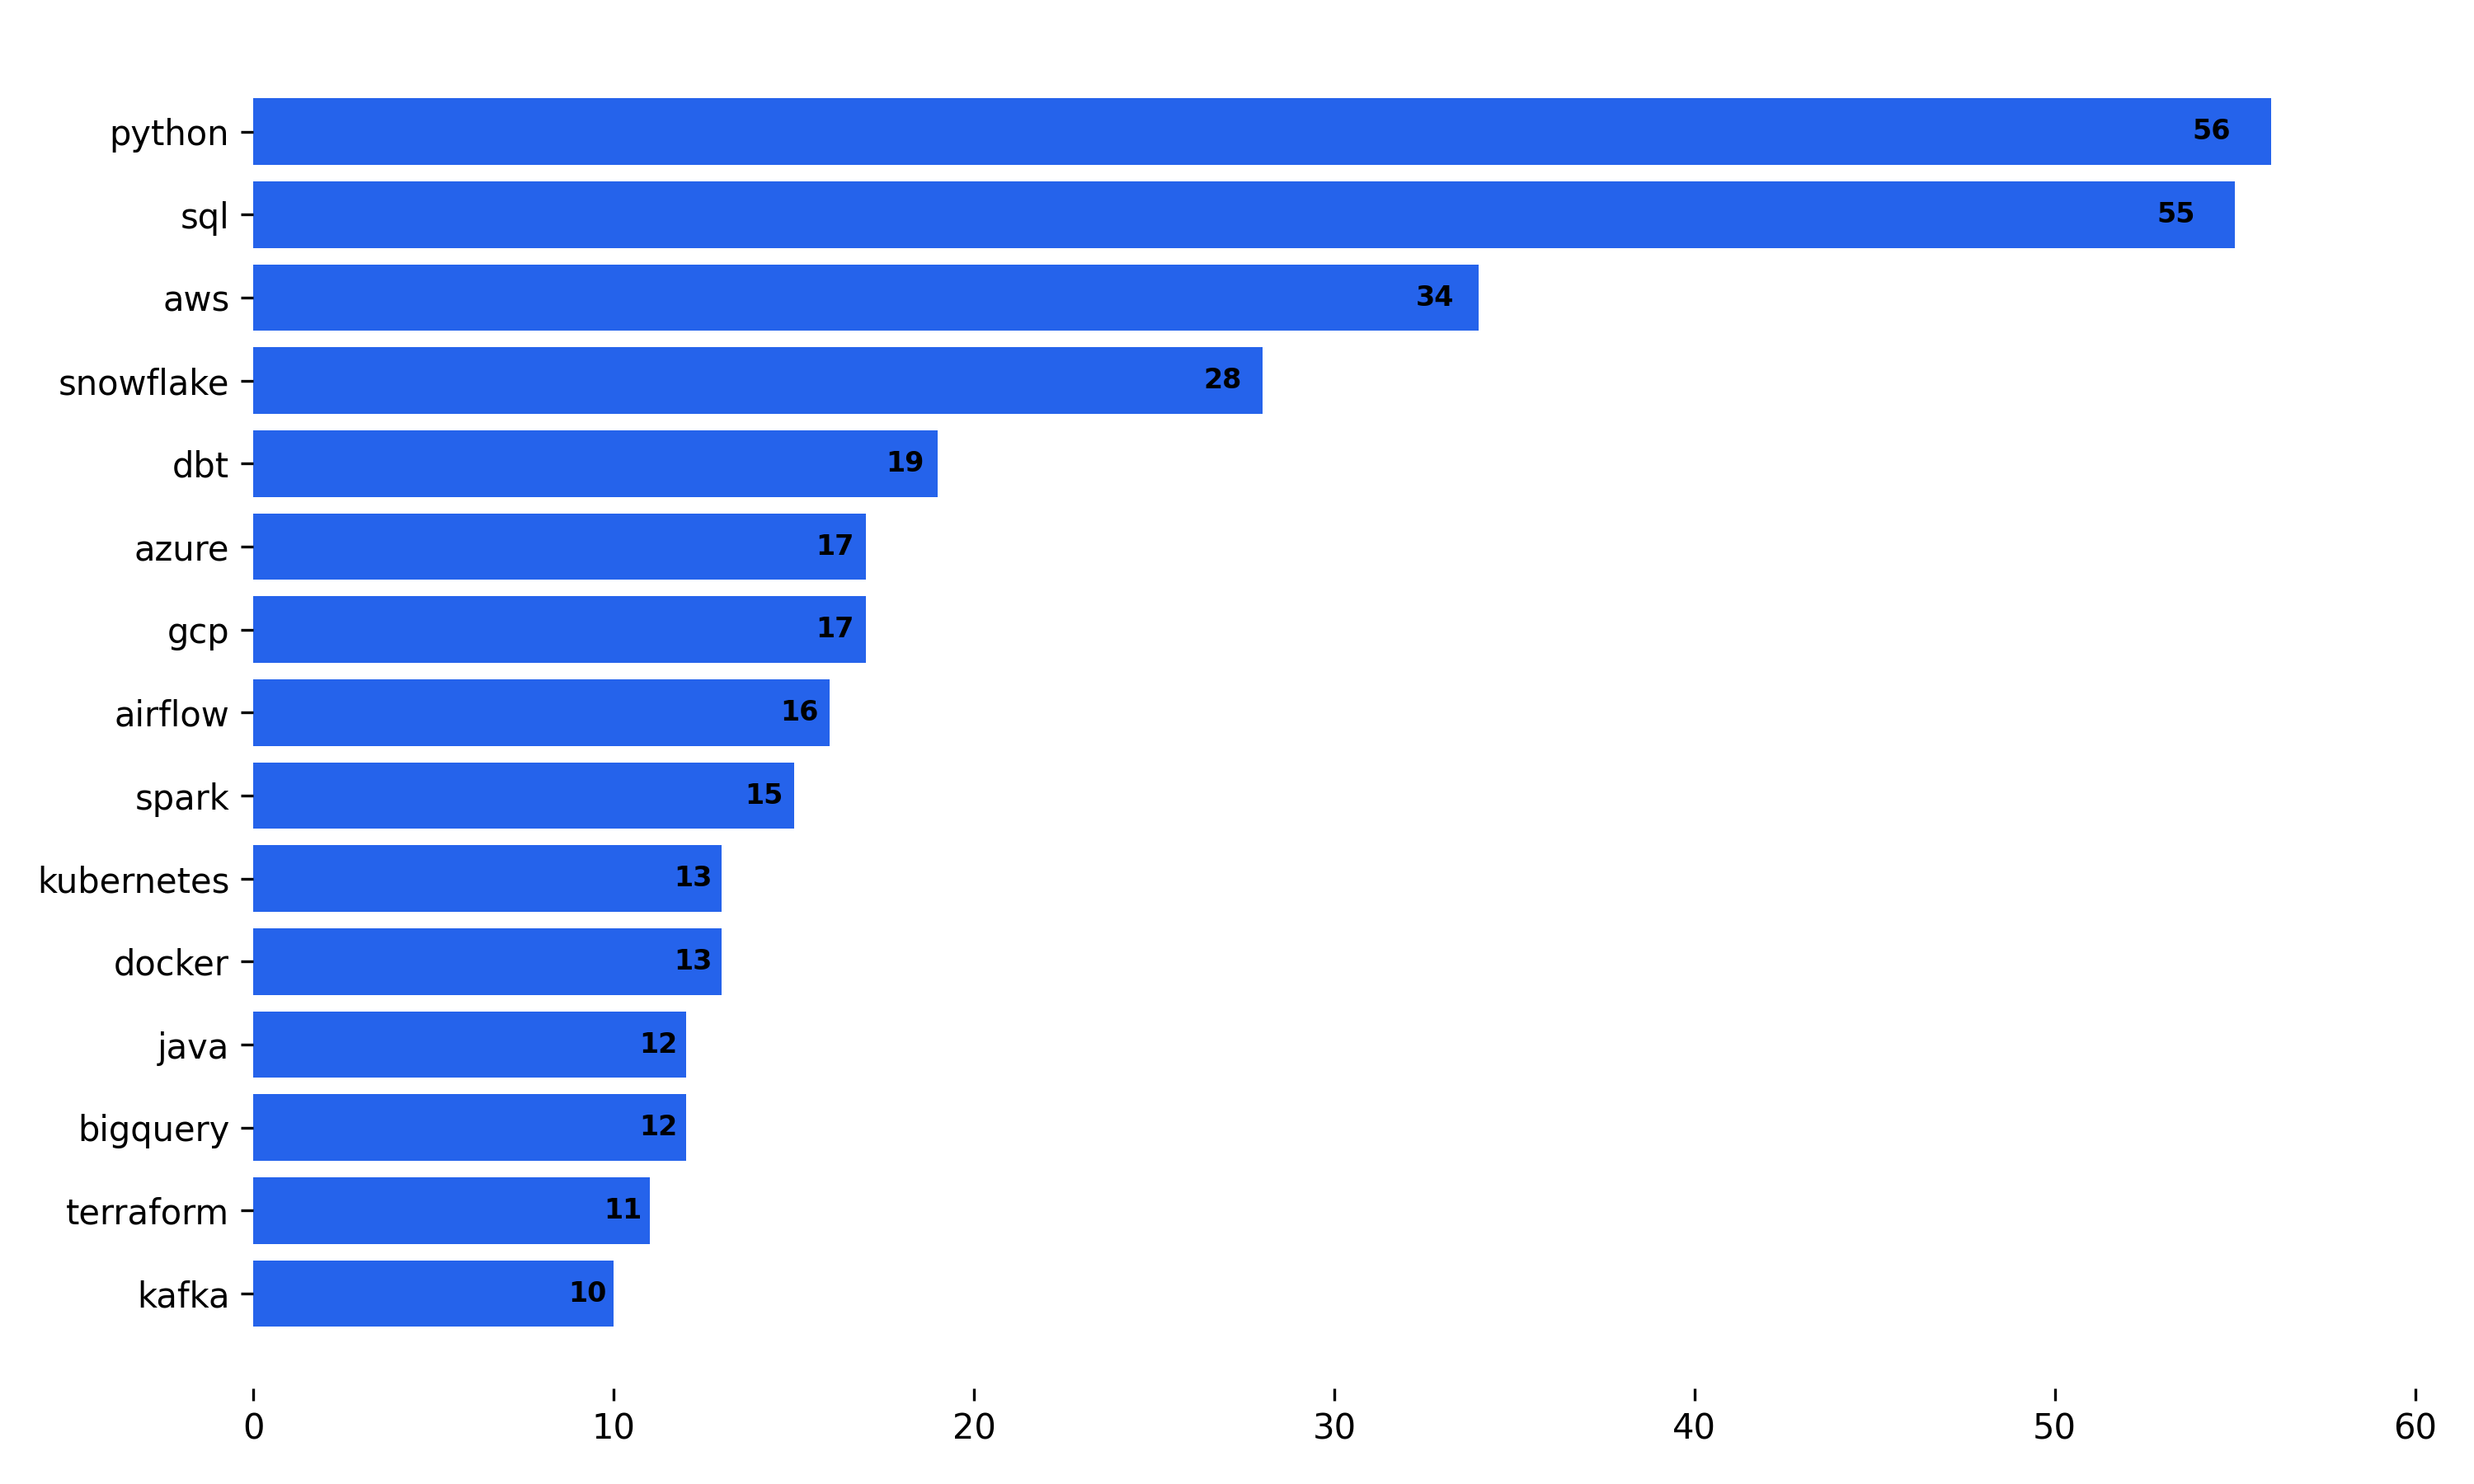 python 56
sql 55
aws 34
snowflake 28
dbt 19
azure 17
gcp 17
airflow 16
spark 15
kubernetes 13
docker 13
java 12
bigquery 12
terraform 11
kafka 10
0 10 20 30 40 50 60